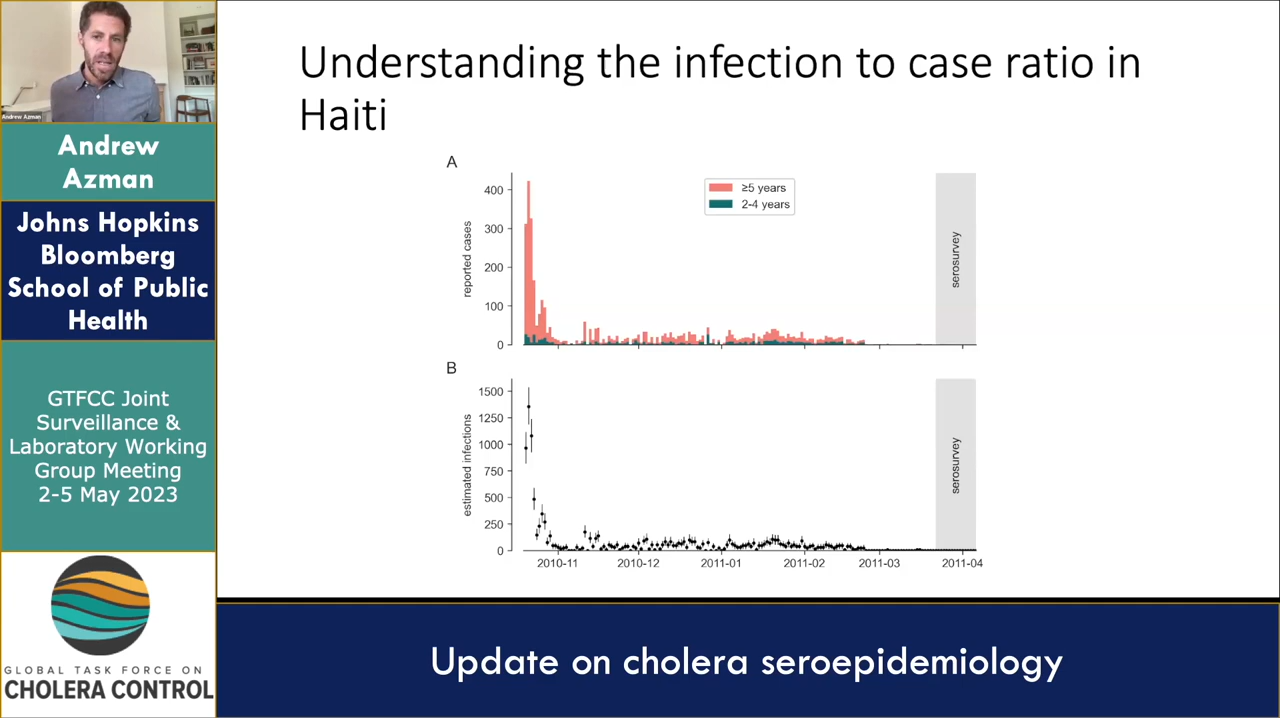 Andrew Azman
Andrew
Azman
Johns Hopkins
Bloomberg
School of Public
Health
GTFCC Joint
Surveillance &
Laboratory Working
Group Meeting
2-5 May 2023
GLOBAL TASK FORCE ON
CHOLERA CONTROL
Understanding the infection to case ratio in
Haiti
A
≥5 years
2-4 years
reported cases
400
300
200
100
0
serosurvey
B
estimated infections
1500
1250
1000
750
500
250
0
serosurvey
2010-11
2010-12
2011-01
2011-02
2011-03
2011-04
Update on cholera seroepidemiology